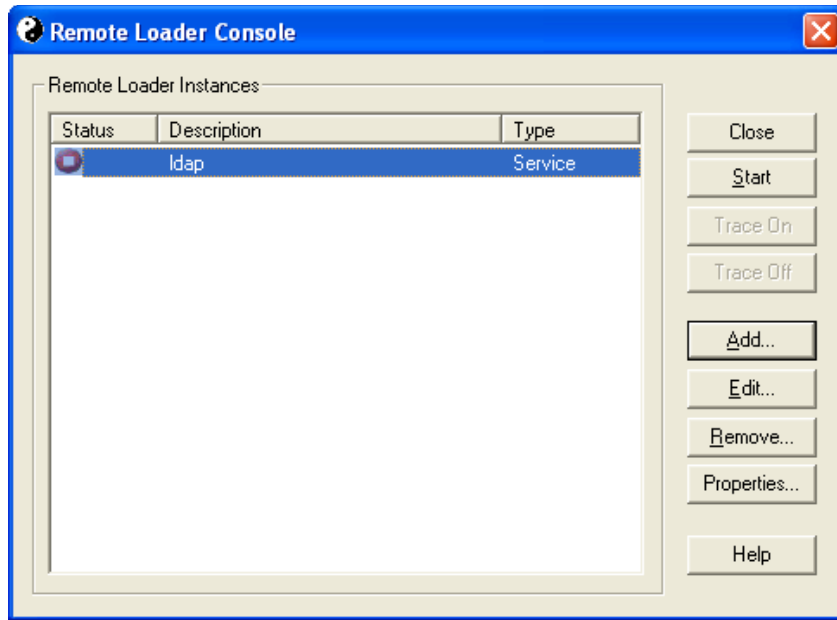 Remote Loader Console
Remote Loader Instances
Status Description Type
ldap Service
Close
Start
Trace On
Trace Off
Add...
Edit...
Remove...
Properties...
Help